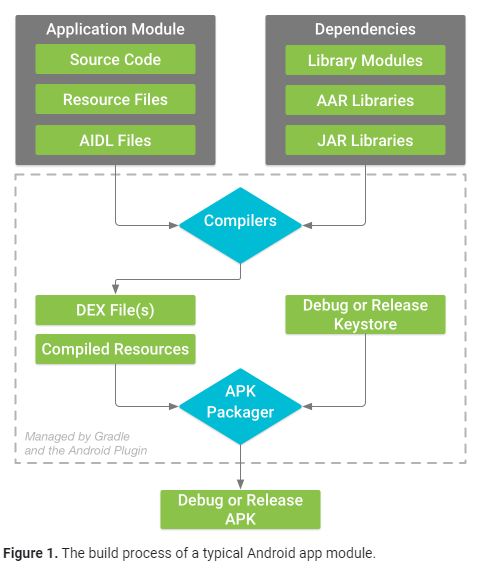 Application Module
Source Code
Resource Files
AIDL Files
Dependencies
Library Modules
AAR Libraries
JAR Libraries
Compilers
DEX File(s)
Compiled Resources
Debug or Release
Keystore
APK
Packager
Managed by Gradle
and the Android Plugin
Debug or Release
APK
Figure 1. The build process of a typical Android app module.